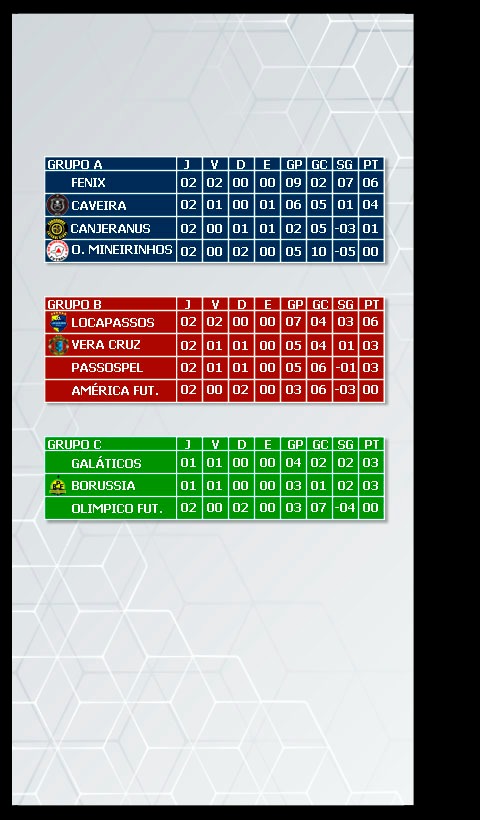 GRUPO A J V D E GP GC SG PT
FENIX 02 02 00 00 09 02 07 06
CAVEIRA 02 01 00 01 06 05 01 04
CANJERANUS 02 00 01 01 02 05 -03 01
O. MINEIRINHOS 02 00 02 00 05 10 -05 00
GRUPO B J V D E GP GC SG PT
LOCAPASSOS 02 02 00 00 07 04 03 06
VERA CRUZ 02 01 01 00 05 04 01 03
PASSOSPEL 02 01 01 00 05 06 -01 03
AMÉRICA FUT. 02 00 02 00 03 06 -03 00
GRUPO C J V D E GP GC SG PT
GALÁTICOS 01 01 00 00 04 02 02 03
BORUSSIA 01 01 00 00 03 01 02 03
OLIMPICO FUT. 02 00 02 00 03 07 -04 00